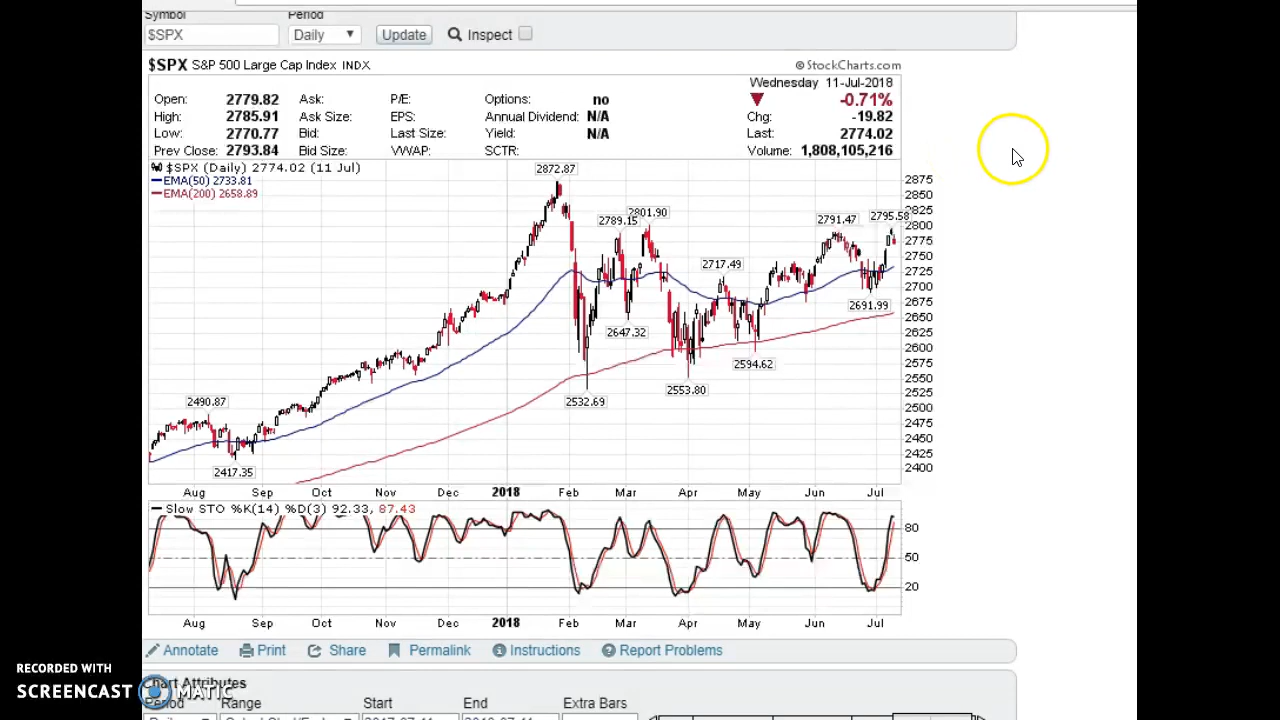 Symbol Period
$SPX Daily Update Inspect
$SPX S&P 500 Large Cap Index INDX ©StockCharts.com
Wednesday 11-Jul-2018
Open: 2779.82 Ask: P/E: Options: no -0.71%
High: 2785.91 Ask Size: EPS: Annual Dividend: N/A Chg: -19.82
Low: 2770.77 Bid: Last Size: Yield: N/A Last: 2774.02
Prev Close: 2793.84 Bid Size: VWAP: SCTR: Volume: 1,808,105,216
$SPX (Daily) 2774.02 (11 Jul)
EMA(50) 2733.81
EMA(200) 2658.89
2872.87
2789.15
2801.90
2791.47
2795.58
2717.49
2691.99
2647.32
2594.62
2553.80
2532.69
2490.87
2417.35
2875
2850
2825
2800
2775
2750
2725
2700
2675
2650
2625
2600
2575
2550
2525
2500
2475
2450
2425
2400
Aug Sep Oct Nov Dec 2018 Feb Mar Apr May Jun Jul
Slow STO %K(14) %D(3) 92.33, 87.43
80
50
20
Aug Sep Oct Nov Dec 2018 Feb Mar Apr May Jun Jul
Annotate Print Share Permalink Instructions Report Problems
Chart Attributes
Period Range Start End Extra Bars
RECORDED WITH
SCREENCAST MATIC